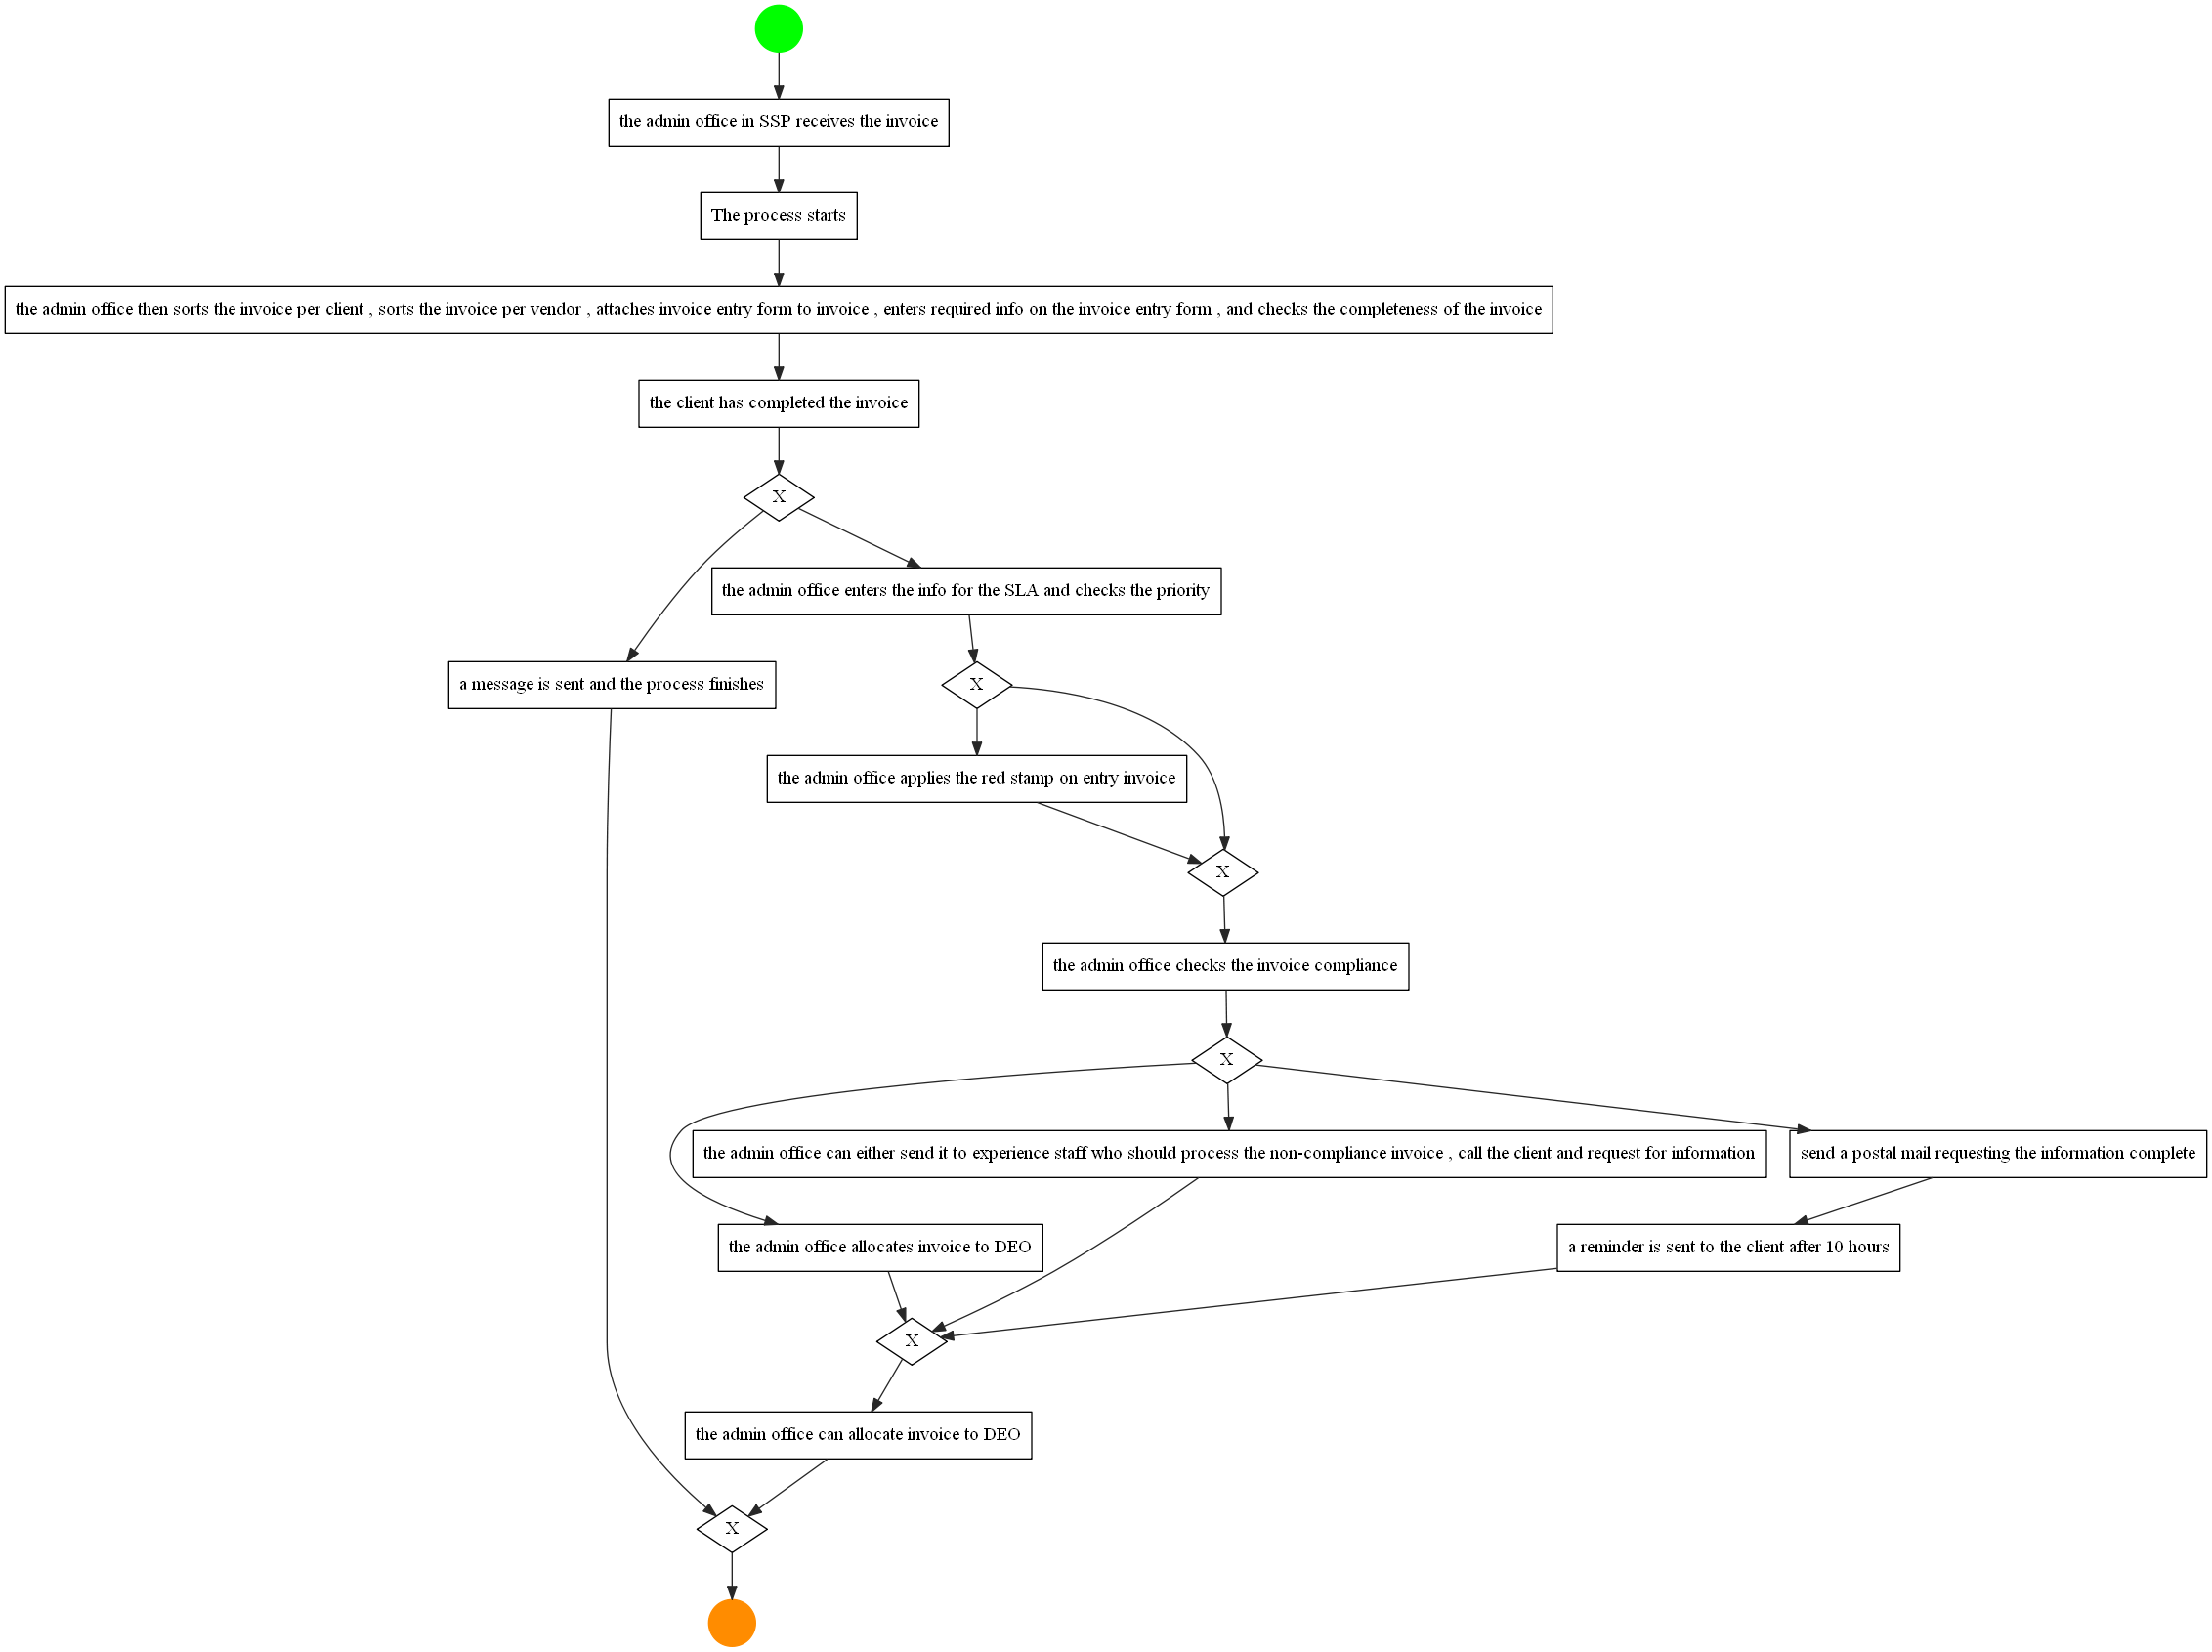 the admin office in SSP receives the invoice
The process starts
the admin office then sorts the invoice per client , sorts the invoice per vendor , attaches invoice entry form to invoice , enters required info on the invoice entry form , and checks the completeness of the invoice
the client has completed the invoice
X
the admin office enters the info for the SLA and checks the priority
a message is sent and the process finishes
X
the admin office applies the red stamp on entry invoice
X
the admin office checks the invoice compliance
X
the admin office can either send it to experience staff who should process the non-compliance invoice , call the client and request for information
send a postal mail requesting the information complete
the admin office allocates invoice to DEO
a reminder is sent to the client after 10 hours
X
the admin office can allocate invoice to DEO
X